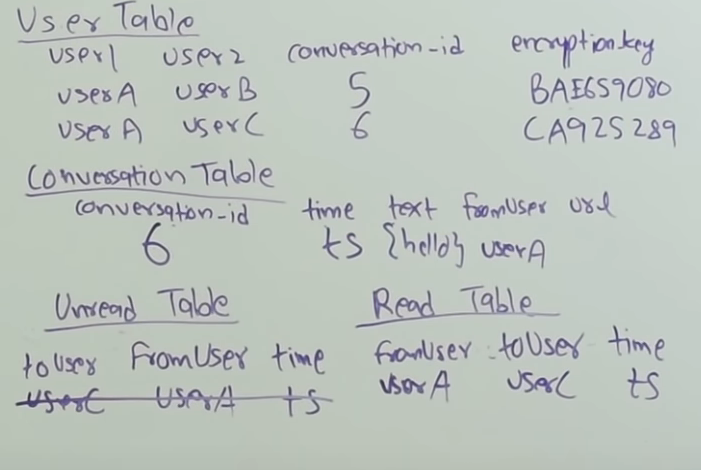 User Table
user1 user2 conversation-id encryption key
userA userB 5 BAE659080
userA userC 6 CA925289
Conversation Table
conversation-id time text fromUser url
6 ts {hello} userA
Unread Table
toUser FromUser time
userC userA ts
Read Table
fromUser toUser time
userA userC ts